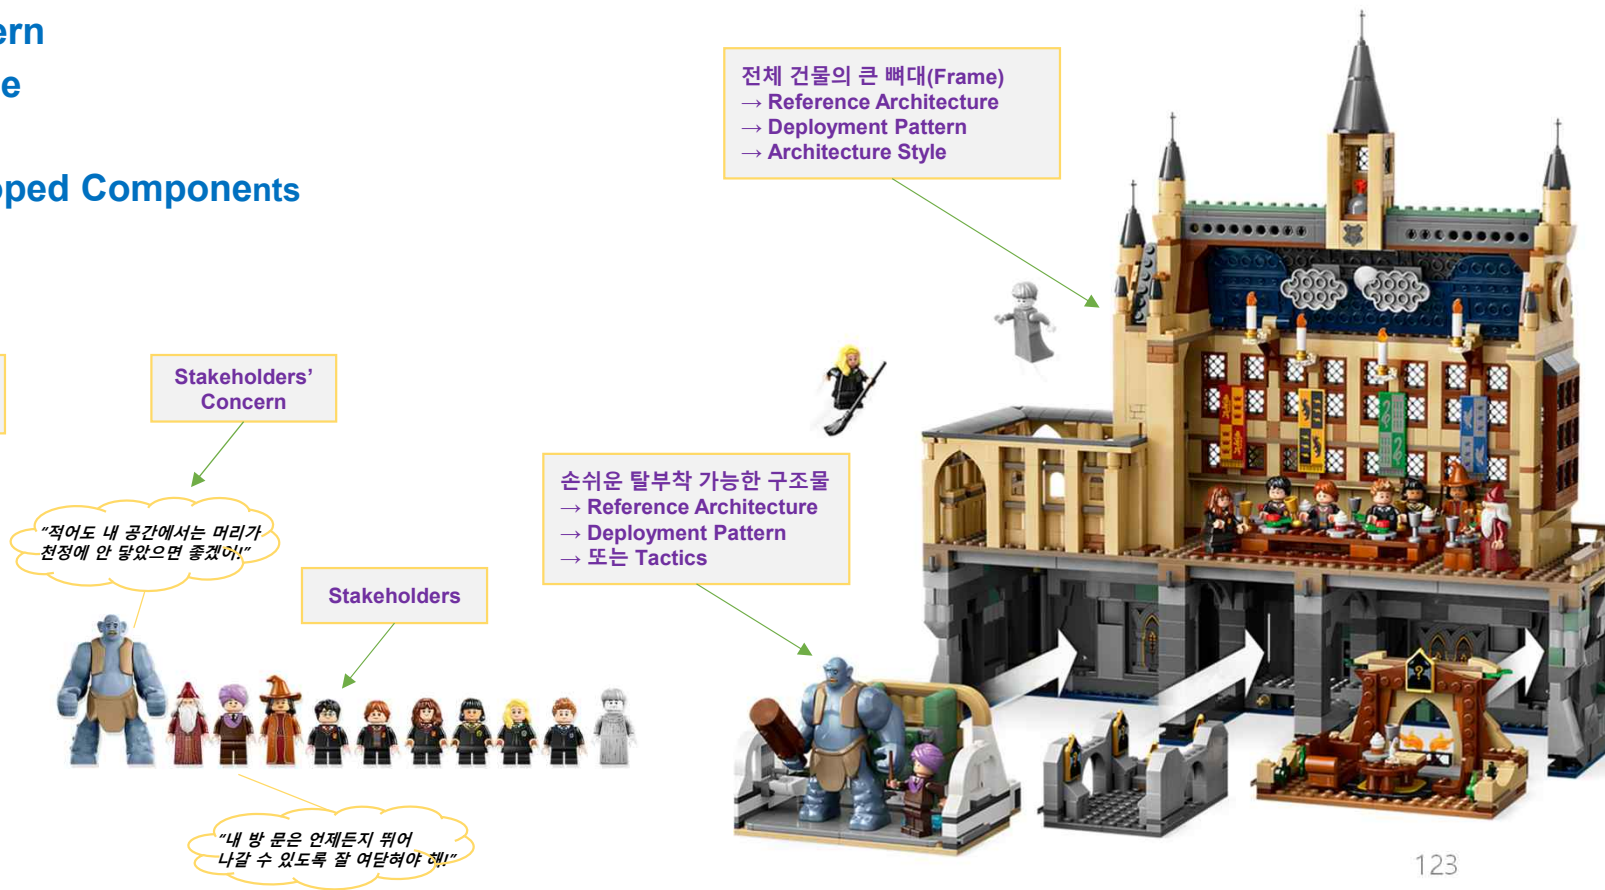 ern
e
pped Components
전체 건물의 큰 뼈대(Frame)
→ Reference Architecture
→ Deployment Pattern
→ Architecture Style
Stakeholders’
Concern
손쉬운 탈부착 가능한 구조물
→ Reference Architecture
→ Deployment Pattern
→ 또는 Tactics
“적어도 내 공간에서는 머리가
천정에 안 닿았으면 좋겠어!”
Stakeholders
“내 방 문은 언제든지 뛰어
나갈 수 있도록 잘 여닫혀야 해!”
?
123